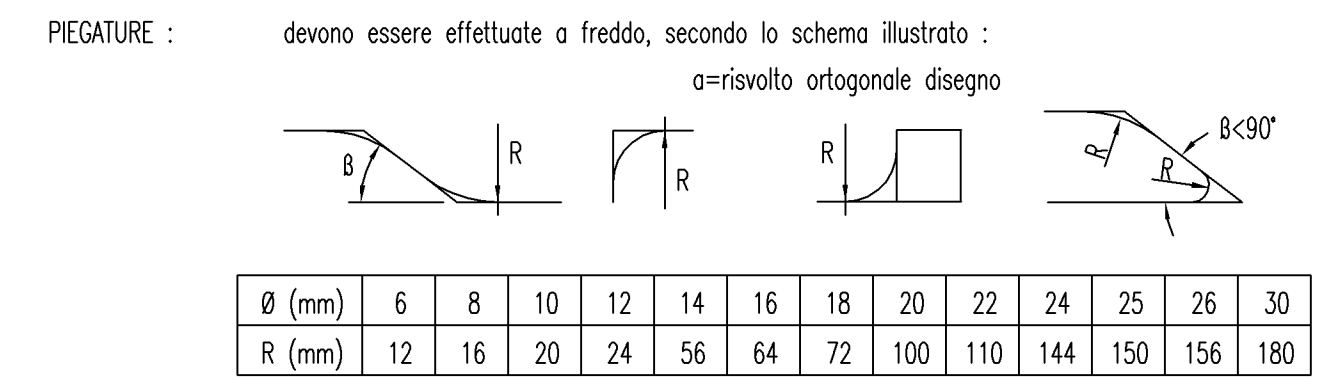 PIEGATURE : devono essere effettuate a freddo, secondo lo schema illustrato :
a=risvolto ortogonale disegno
ß R R R R R ß<90°
Ø (mm) 6 8 10 12 14 16 18 20 22 24 25 26 30
R (mm) 12 16 20 24 56 64 72 100 110 144 150 156 180